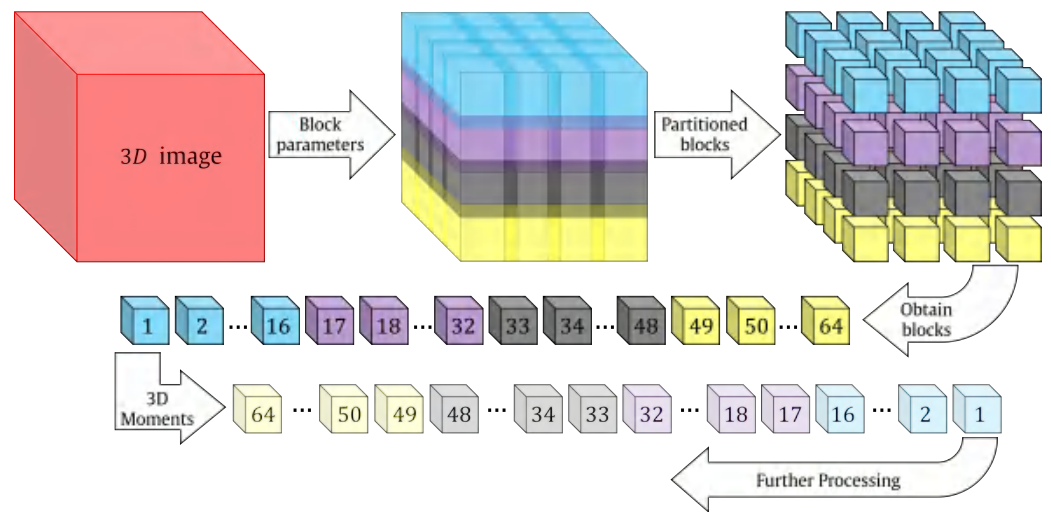 3D image
Block
parameters
Partitioned
blocks
1 2 ... 16 17 18 ... 32 33 34 ... 48 49 50 ... 64
Obtain
blocks
3D
Moments
64 ... 50 49 48 ... 34 33 32 ... 18 17 16 ... 2 1
Further Processing